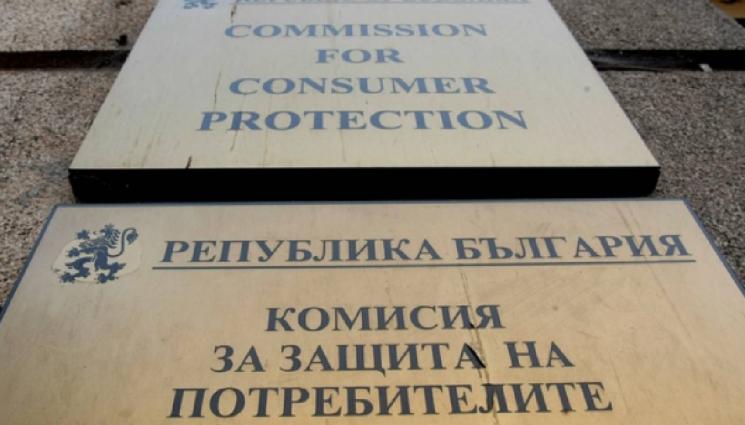 COMMISSION
FOR
CONSUMER
PROTECTION
РЕПУБЛИКА БЪЛГАРИЯ
КОМИСИЯ
ЗА ЗАЩИТА НА
ПОТРЕБИТЕЛИТЕ